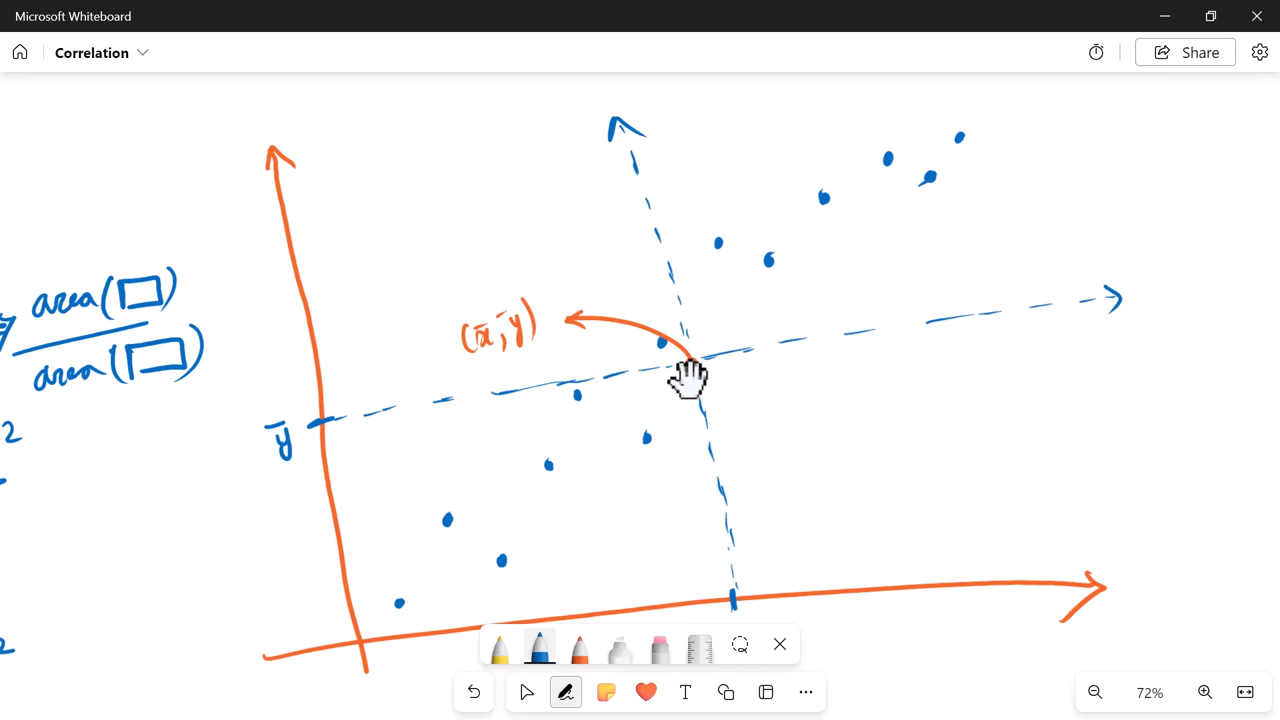 Microsoft Whiteboard
Correlation
Share
area(▭)
area(▭)
2
(x̄, ȳ)
ȳ
2
T
72%